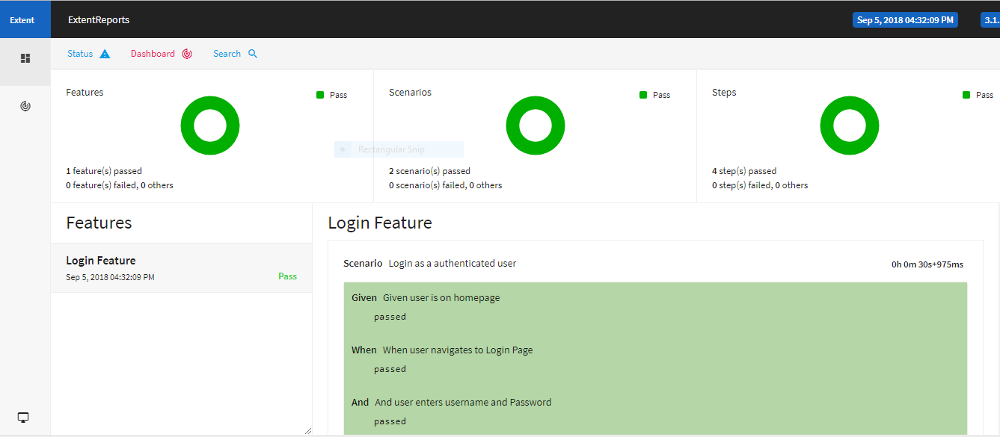 Extent
ExtentReports
Sep 5, 2018 04:32:09 PM
3.1.
Status
Dashboard
Search
Features
Pass
Scenarios
Pass
Steps
Pass
Rectangular Snip
1 feature(s) passed
0 feature(s) failed, 0 others
2 scenario(s) passed
0 scenario(s) failed, 0 others
4 step(s) passed
0 step(s) failed, 0 others
Features
Login Feature
Sep 5, 2018 04:32:09 PM
Pass
Login Feature
Scenario Login as a authenticated user
0h 0m 30s+975ms
Given Given user is on homepage
passed
When When user navigates to Login Page
passed
And And user enters username and Password
passed